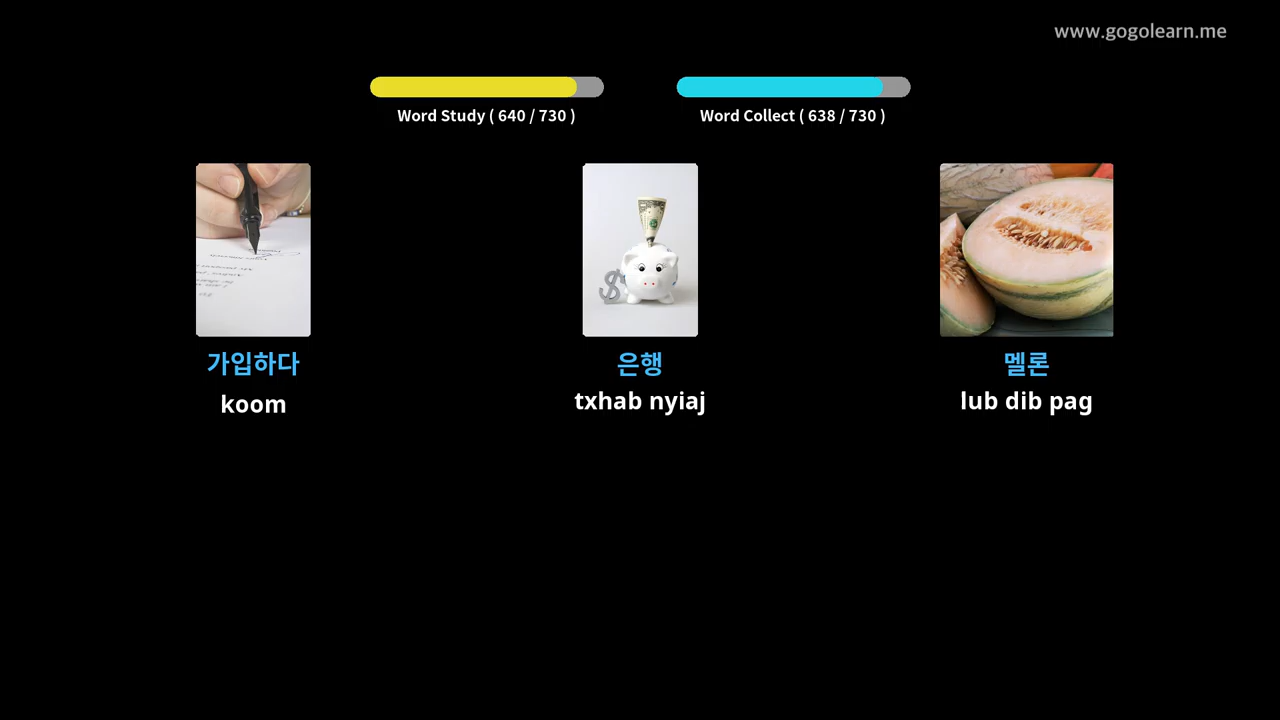 www.gogolearn.me
Word Study ( 640 / 730 )
Word Collect ( 638 / 730 )
가입하다
은행
멜론
koom
txhab nyiaj
lub dib pag